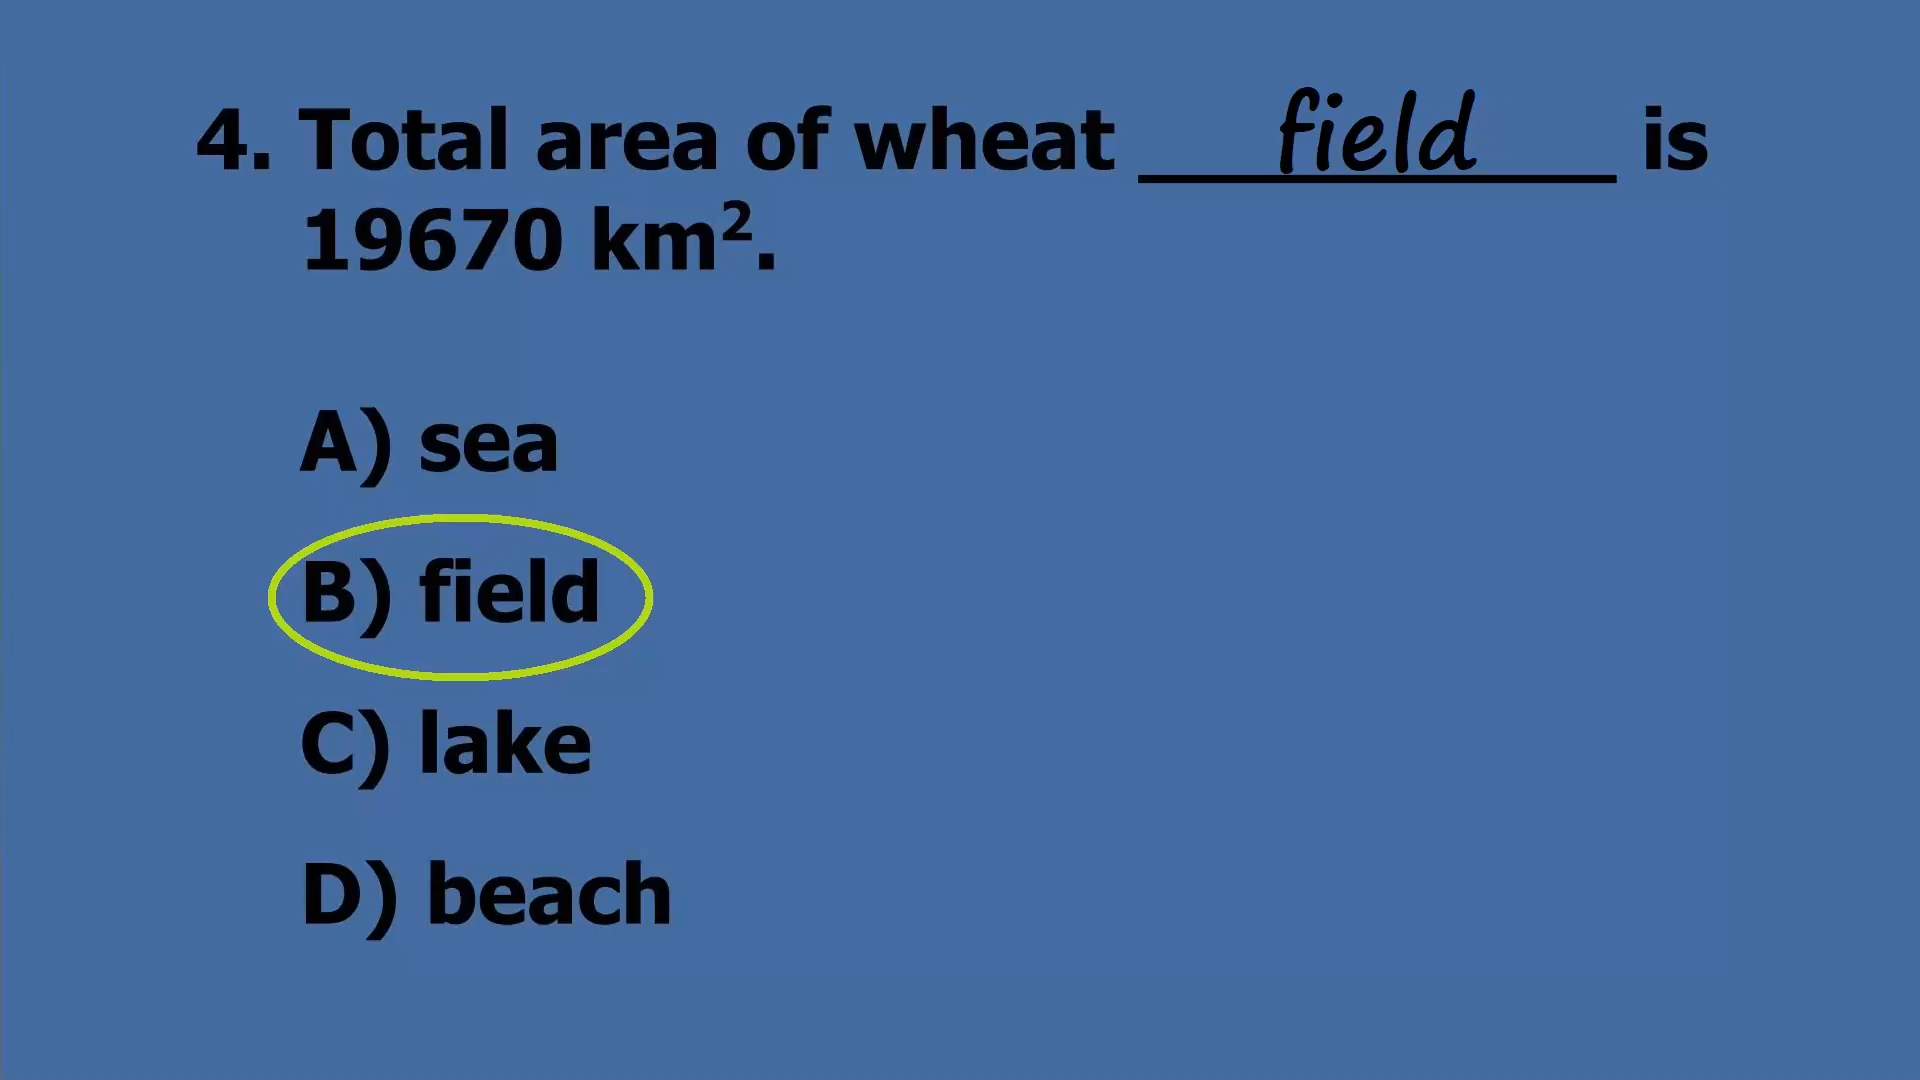 4. Total area of wheat field is
19670 km².
A) sea
B) field
C) lake
D) beach